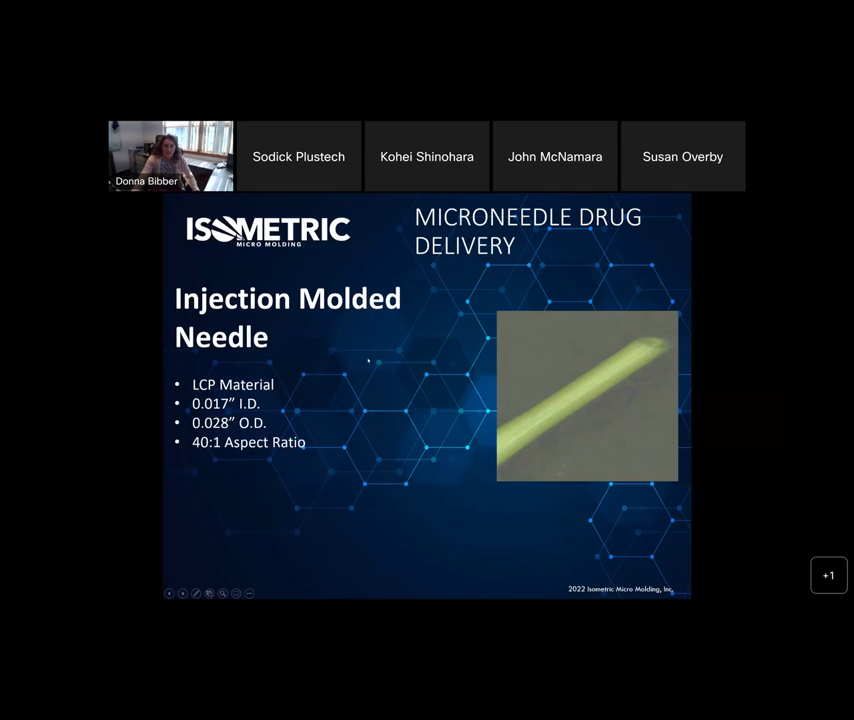 Donna Bibber
Sodick Plustech
Kohei Shinohara
John McNamara
Susan Overby
ISOMETRIC
MICRO MOLDING
MICRONEEDLE DRUG
DELIVERY
Injection Molded
Needle
• LCP Material
• 0.017” I.D.
• 0.028” O.D.
• 40:1 Aspect Ratio
2022 Isometric Micro Molding, Inc.
+1